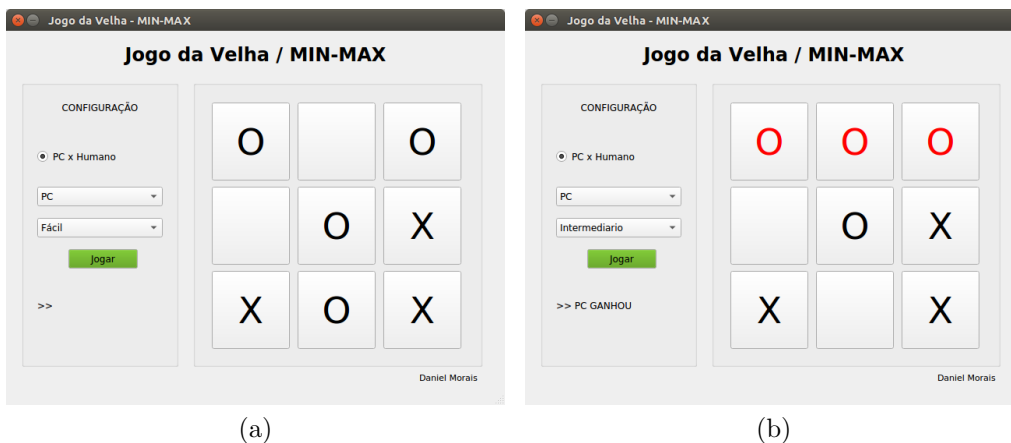 Jogo da Velha - MIN-MAX
Jogo da Velha / MIN-MAX
CONFIGURAÇÃO
PC x Humano
PC
Fácil
Jogar
>>
O O
O X
X O X
Daniel Morais
(a)
Jogo da Velha - MIN-MAX
Jogo da Velha / MIN-MAX
CONFIGURAÇÃO
PC x Humano
PC
Intermediario
Jogar
>> PC GANHOU
O O O
O X
X X
Daniel Morais
(b)